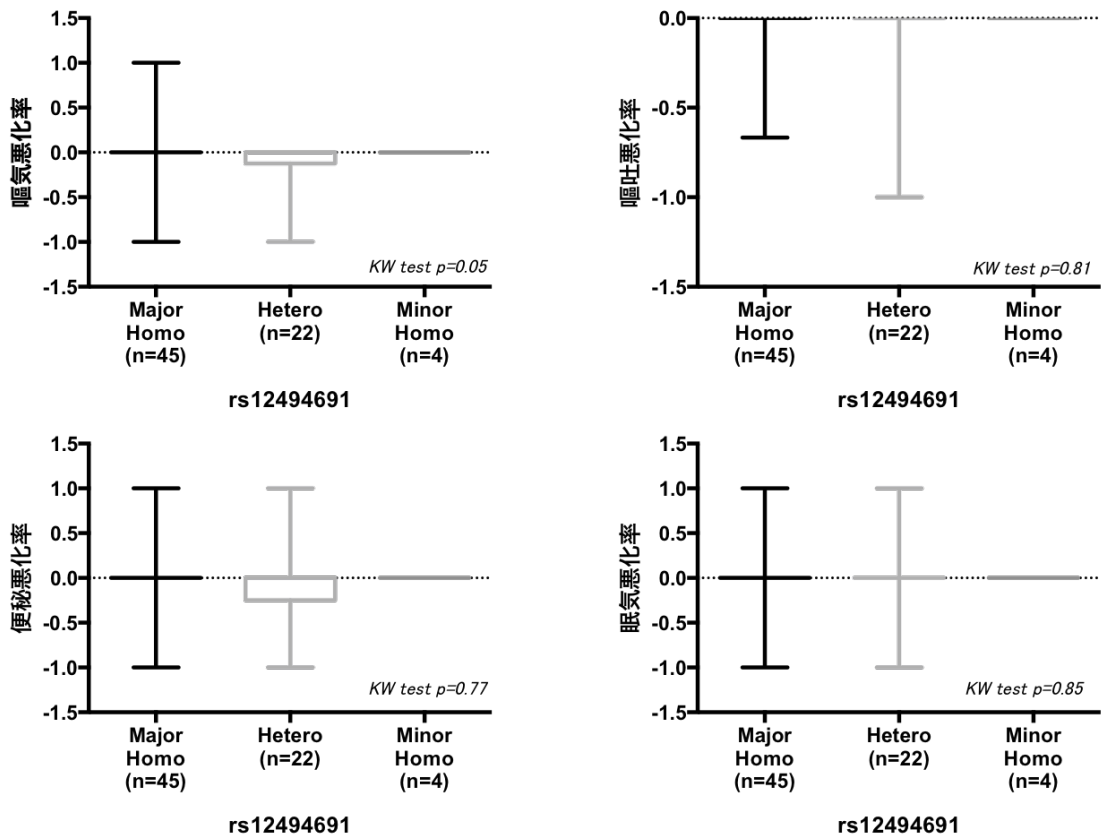 嘔気悪化率
1.5
1.0
0.5
0.0
-0.5
-1.0
-1.5
KW test p=0.05
Major Homo (n=45)
Hetero (n=22)
Minor Homo (n=4)
rs12494691
嘔吐悪化率
0.0
-0.5
-1.0
-1.5
KW test p=0.81
Major Homo (n=45)
Hetero (n=22)
Minor Homo (n=4)
rs12494691
便秘悪化率
1.5
1.0
0.5
0.0
-0.5
-1.0
-1.5
KW test p=0.77
Major Homo (n=45)
Hetero (n=22)
Minor Homo (n=4)
rs12494691
眠気悪化率
1.5
1.0
0.5
0.0
-0.5
-1.0
-1.5
KW test p=0.85
Major Homo (n=45)
Hetero (n=22)
Minor Homo (n=4)
rs12494691